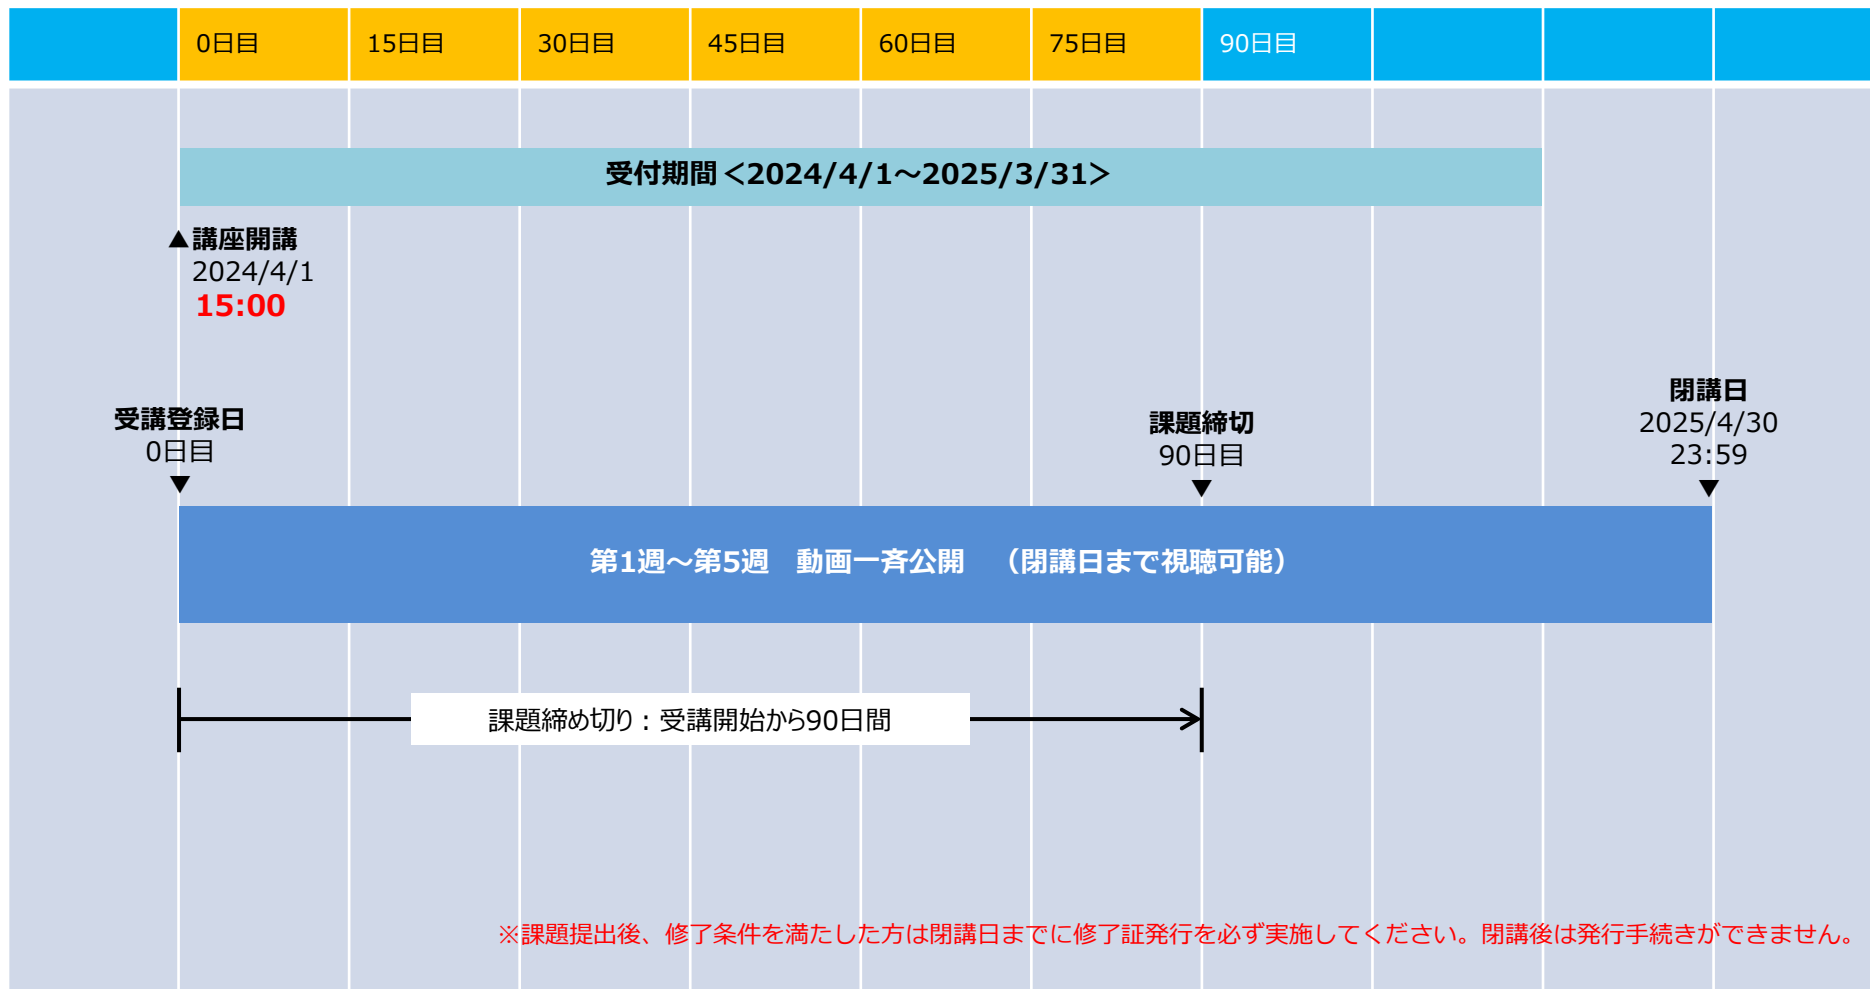 0日目 15日目 30日目 45日目 60日目 75日目 90日目
受付期間<2024/4/1～2025/3/31>
▲講座開講
2024/4/1
15:00
受講登録日
0日目
▼
課題締切
90日目
▼
閉講日
2025/4/30
23:59
▼
第1週～第5週　動画一斉公開　（閉講日まで視聴可能）
課題締め切り：受講開始から90日間
※課題提出後、修了条件を満たした方は閉講日までに修了証発行を必ず実施してください。閉講後は発行手続きができません。